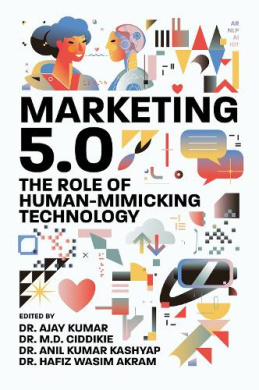 AR
NLP
AI
IOT
MARKETING
5.0
THE ROLE OF
HUMAN-MIMICKING
TECHNOLOGY
EDITED BY
DR. AJAY KUMAR
DR. M.D. CIDDIKIE
DR. ANIL KUMAR KASHYAP
DR. HAFIZ WASIM AKRAM